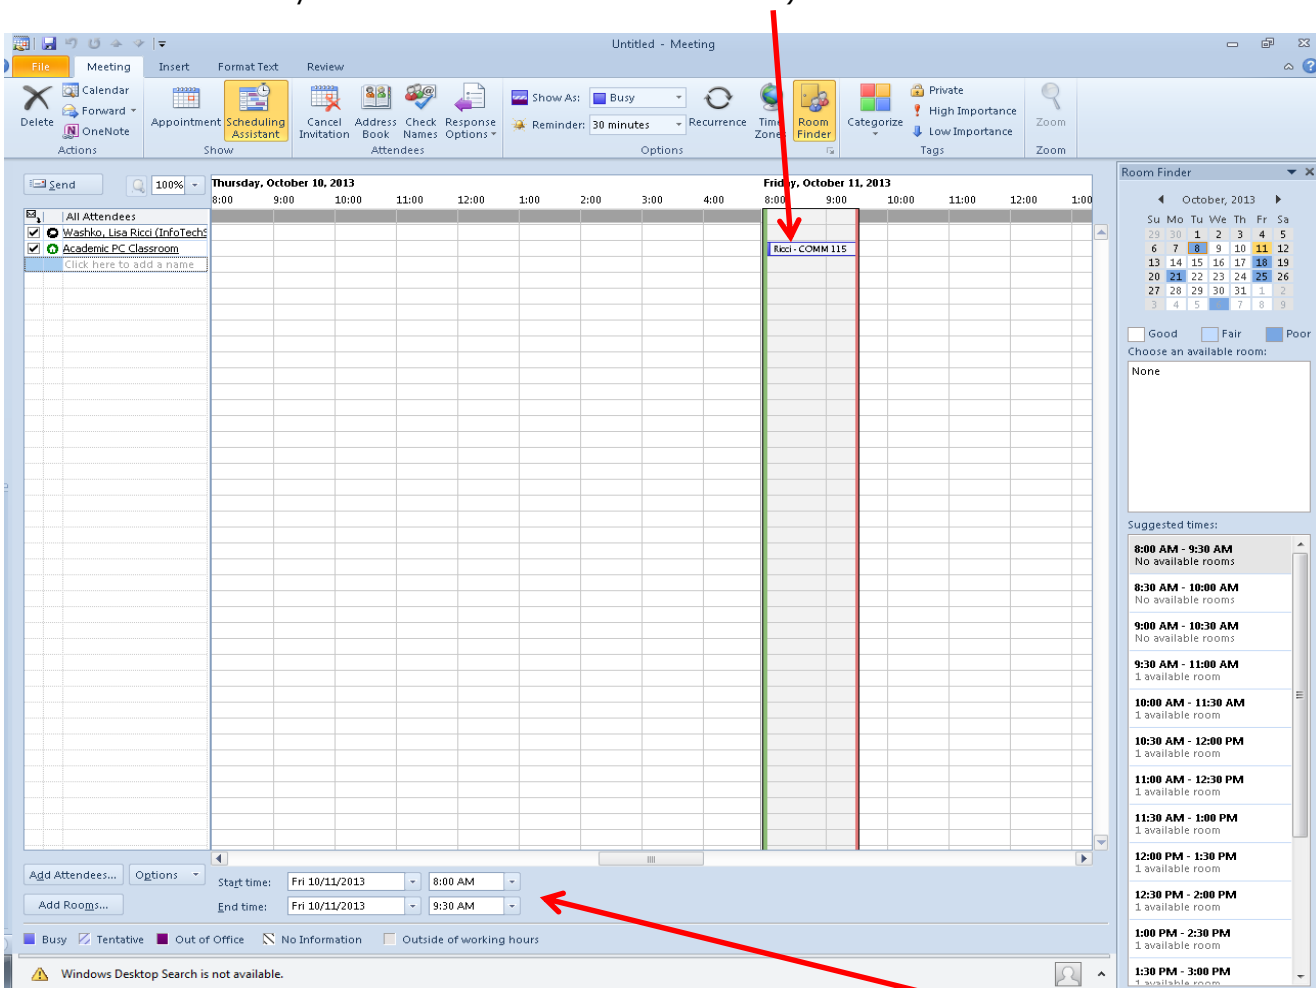 Untitled - Meeting
File Meeting Insert Format Text Review
Delete
Calendar
Forward
OneNote
Actions
Appointment
Scheduling
Assistant
Show
Cancel
Invitation
Address
Book
Check
Names
Response
Options
Attendees
Show As: Busy
Reminder: 30 minutes
Recurrence
Time
Zones
Room
Finder
Options
Categorize
Private
High Importance
Low Importance
Tags
Zoom
Zoom
Send
100%
Thursday, October 10, 2013
Friday, October 11, 2013
8:00 9:00 10:00 11:00 12:00 1:00 2:00 3:00 4:00 8:00 9:00 10:00 11:00 12:00 1:00
All Attendees
Washko, Lisa Ricci (InfoTechS
Academic PC Classroom
Click here to add a name
Ricci - COMM 115
Add Attendees... Options
Add Rooms...
Start time: Fri 10/11/2013 8:00 AM
End time: Fri 10/11/2013 9:30 AM
Busy Tentative Out of Office No Information Outside of working hours
Windows Desktop Search is not available.
Room Finder
October, 2013
Su Mo Tu We Th Fr Sa
29 30 1 2 3 4 5
6 7 8 9 10 11 12
13 14 15 16 17 18 19
20 21 22 23 24 25 26
27 28 29 30 31 1 2
3 4 5 6 7 8 9
Good Fair Poor
Choose an available room:
None
Suggested times:
8:00 AM - 9:30 AM
No available rooms
8:30 AM - 10:00 AM
No available rooms
9:00 AM - 10:30 AM
No available rooms
9:30 AM - 11:00 AM
1 available room
10:00 AM - 11:30 AM
1 available room
10:30 AM - 12:00 PM
1 available room
11:00 AM - 12:30 PM
1 available room
11:30 AM - 1:00 PM
1 available room
12:00 PM - 1:30 PM
1 available room
12:30 PM - 2:00 PM
1 available room
1:00 PM - 2:30 PM
1 available room
1:30 PM - 3:00 PM
1 available room